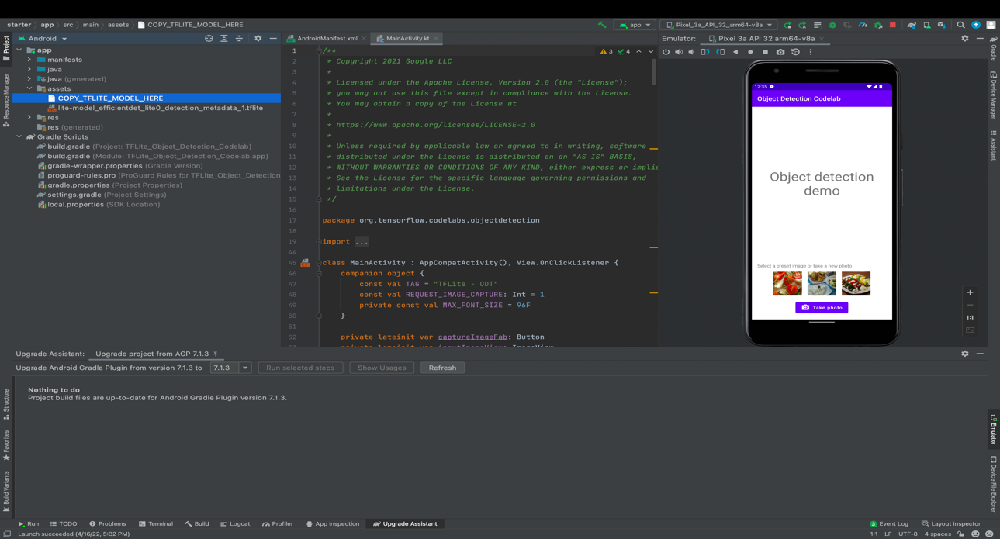 starter app src main assets COPY_TFLITE_MODEL_HERE
app
Pixel_3a_API_32_arm64-v8a
Android
AndroidManifest.xml
MainActivity.kt
Emulator: Pixel 3a API 32 arm64-v8a
Project
Resource Manager
Structure
Favorites
Build Variants
app
manifests
java
java (generated)
assets
COPY_TFLITE_MODEL_HERE
lite-model_efficientdet_lite0_detection_metadata_1.tflite
res
res (generated)
Gradle Scripts
build.gradle (Project: TFLite_Object_Detection_Codelab)
build.gradle (Module: TFLite_Object_Detection_Codelab.app)
gradle-wrapper.properties (Gradle Version)
proguard-rules.pro (ProGuard Rules for TFLite_Object_Detection
gradle.properties (Project Properties)
settings.gradle (Project Settings)
local.properties (SDK Location)
3 4
1 /**
2 * Copyright 2021 Google LLC
3 *
4 * Licensed under the Apache License, Version 2.0 (the "License");
5 * you may not use this file except in compliance with the License.
6 * You may obtain a copy of the License at
7 *
8 * https://www.apache.org/licenses/LICENSE-2.0
9 *
10 * Unless required by applicable law or agreed to in writing, software
11 * distributed under the License is distributed on an "AS IS" BASIS,
12 * WITHOUT WARRANTIES OR CONDITIONS OF ANY KIND, either express or implie
13 * See the License for the specific language governing permissions and
14 * limitations under the License.
15 */
16
17 package org.tensorflow.codelabs.objectdetection
18
19 import ...
44
45 class MainActivity : AppCompatActivity(), View.OnClickListener {
46 companion object {
47 const val TAG = "TFLite - ODT"
48 const val REQUEST_IMAGE_CAPTURE: Int = 1
49 private const val MAX_FONT_SIZE = 96F
50 }
51
52 private lateinit var captureImageFab: Button
12:35
Object Detection Codelab
Object detection
demo
Select a preset image or take a new photo
Take photo
1:1
Gradle
Device Manager
Assistant
Emulator
Device File Explorer
Upgrade Assistant: Upgrade project from AGP 7.1.3
Upgrade Android Gradle Plugin from version 7.1.3 to 7.1.3 Run selected steps Show Usages Refresh
Nothing to do
Project build files are up-to-date for Android Gradle Plugin version 7.1.3.
Run TODO Problems Terminal Build Logcat Profiler App Inspection Upgrade Assistant
3 Event Log Layout Inspector
Launch succeeded (4/16/22, 5:32 PM)
1:1 LF UTF-8 4 spaces